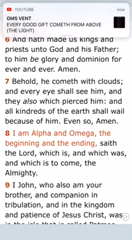 YOUTUBE
now
GMS VENT
EVERY GOOD GIFT COMETH FROM ABOVE
(THE LIGHT)
6 And hath made us kings and
priests unto God and his Father;
to him be glory and dominion for
ever and ever. Amen.
7 Behold, he cometh with clouds;
and every eye shall see him, and
they also which pierced him: and
all kindreds of the earth shall wail
because of him. Even so, Amen.
8 I am Alpha and Omega, the
beginning and the ending, saith
the Lord, which is, and which was,
and which is to come, the
Almighty.
9 I John, who also am your
brother, and companion in
tribulation, and in the kingdom
and patience of Jesus Christ, was